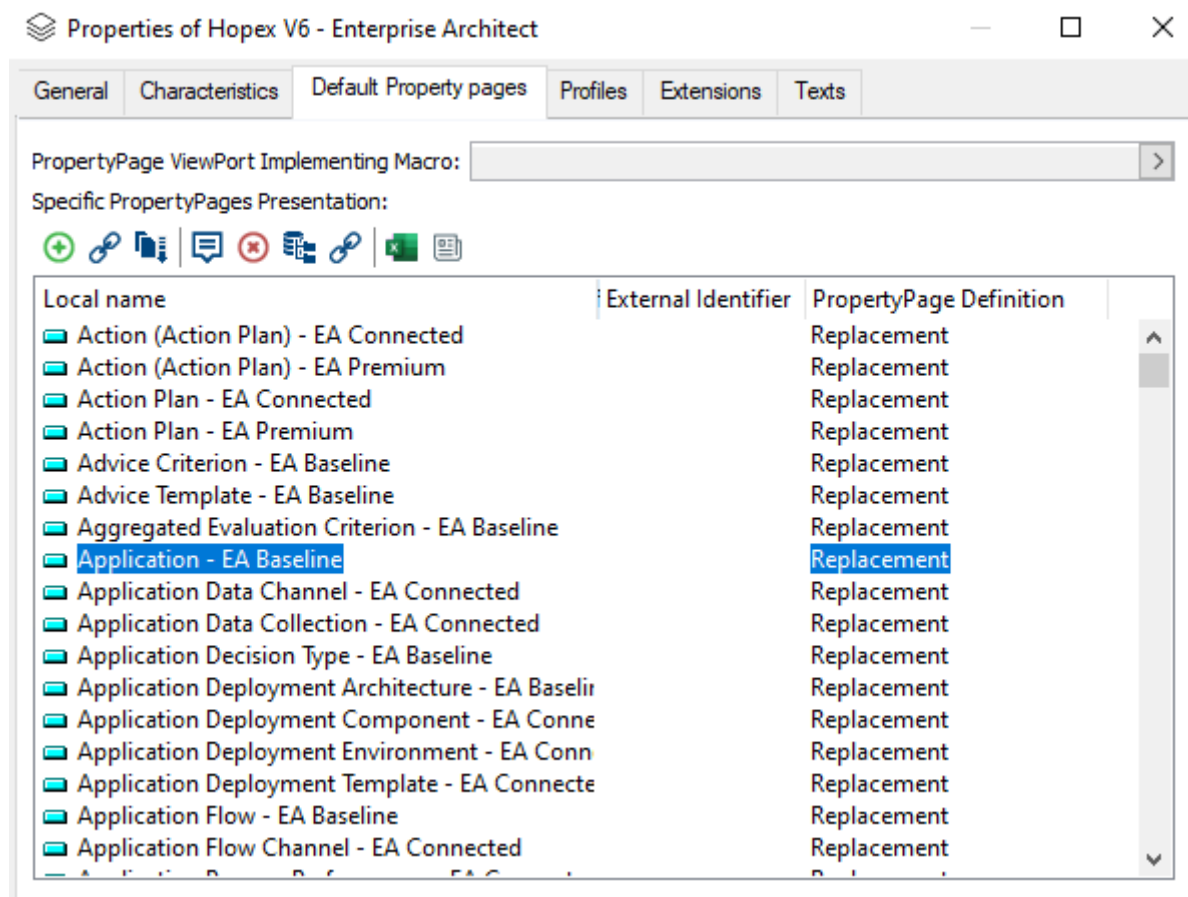 Properties of Hopex V6 - Enterprise Architect
General Characteristics Default Property pages Profiles Extensions Texts
PropertyPage ViewPort Implementing Macro:
Specific PropertyPages Presentation:
Local name External Identifier PropertyPage Definition
Action (Action Plan) - EA Connected Replacement
Action (Action Plan) - EA Premium Replacement
Action Plan - EA Connected Replacement
Action Plan - EA Premium Replacement
Advice Criterion - EA Baseline Replacement
Advice Template - EA Baseline Replacement
Aggregated Evaluation Criterion - EA Baseline Replacement
Application - EA Baseline Replacement
Application Data Channel - EA Connected Replacement
Application Data Collection - EA Connected Replacement
Application Decision Type - EA Baseline Replacement
Application Deployment Architecture - EA Baselin Replacement
Application Deployment Component - EA Conne Replacement
Application Deployment Environment - EA Conn Replacement
Application Deployment Template - EA Connecte Replacement
Application Flow - EA Baseline Replacement
Application Flow Channel - EA Connected Replacement